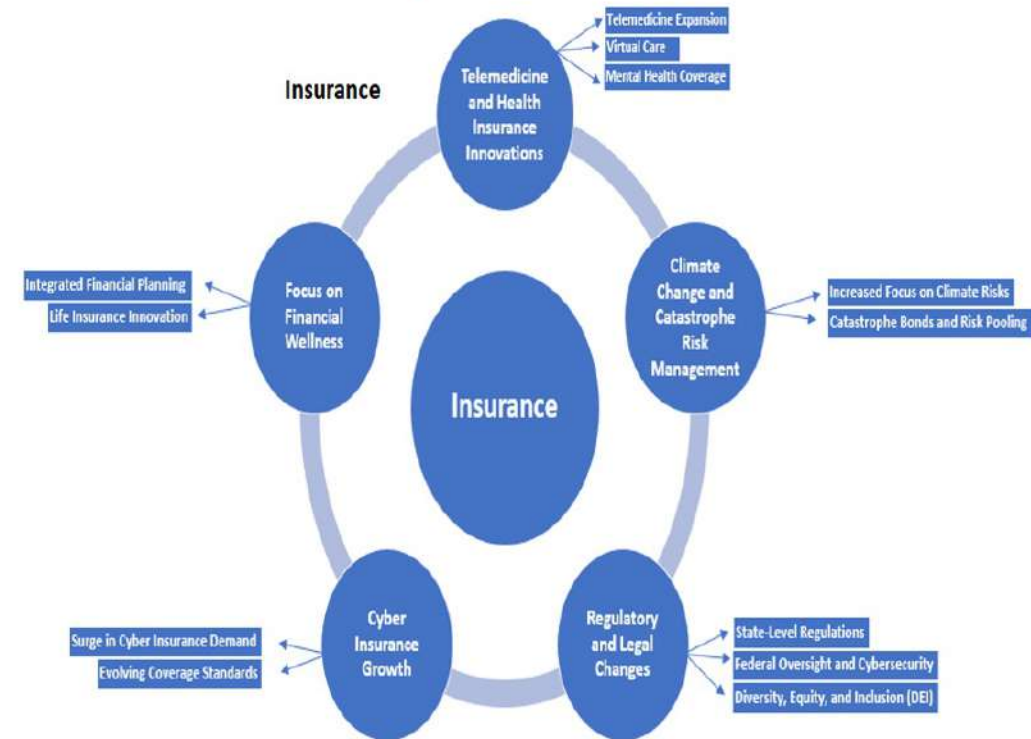 Insurance
Telemedicine
and Health
Insurance
Innovations
Telemedicine Expansion
Virtual Care
Mental Health Coverage
Climate
Change and
Catastrophe
Risk
Management
Increased Focus on Climate Risks
Catastrophe Bonds and Risk Pooling
Regulatory
and Legal
Changes
State-Level Regulations
Federal Oversight and Cybersecurity
Diversity, Equity, and Inclusion (DEI)
Cyber
Insurance
Growth
Surge in Cyber Insurance Demand
Evolving Coverage Standards
Focus on
Financial
Wellness
Integrated Financial Planning
Life Insurance Innovation
Insurance